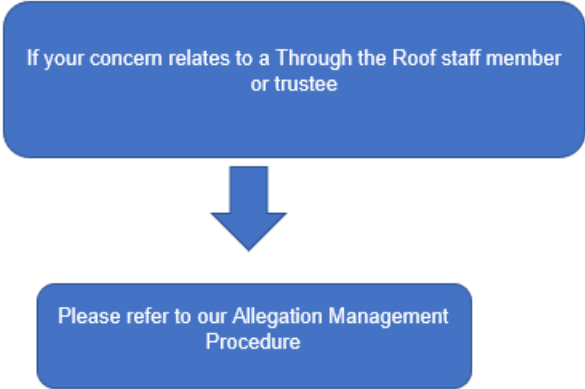 If your concern relates to a Through the Roof staff member
or trustee
Please refer to our Allegation Management
Procedure